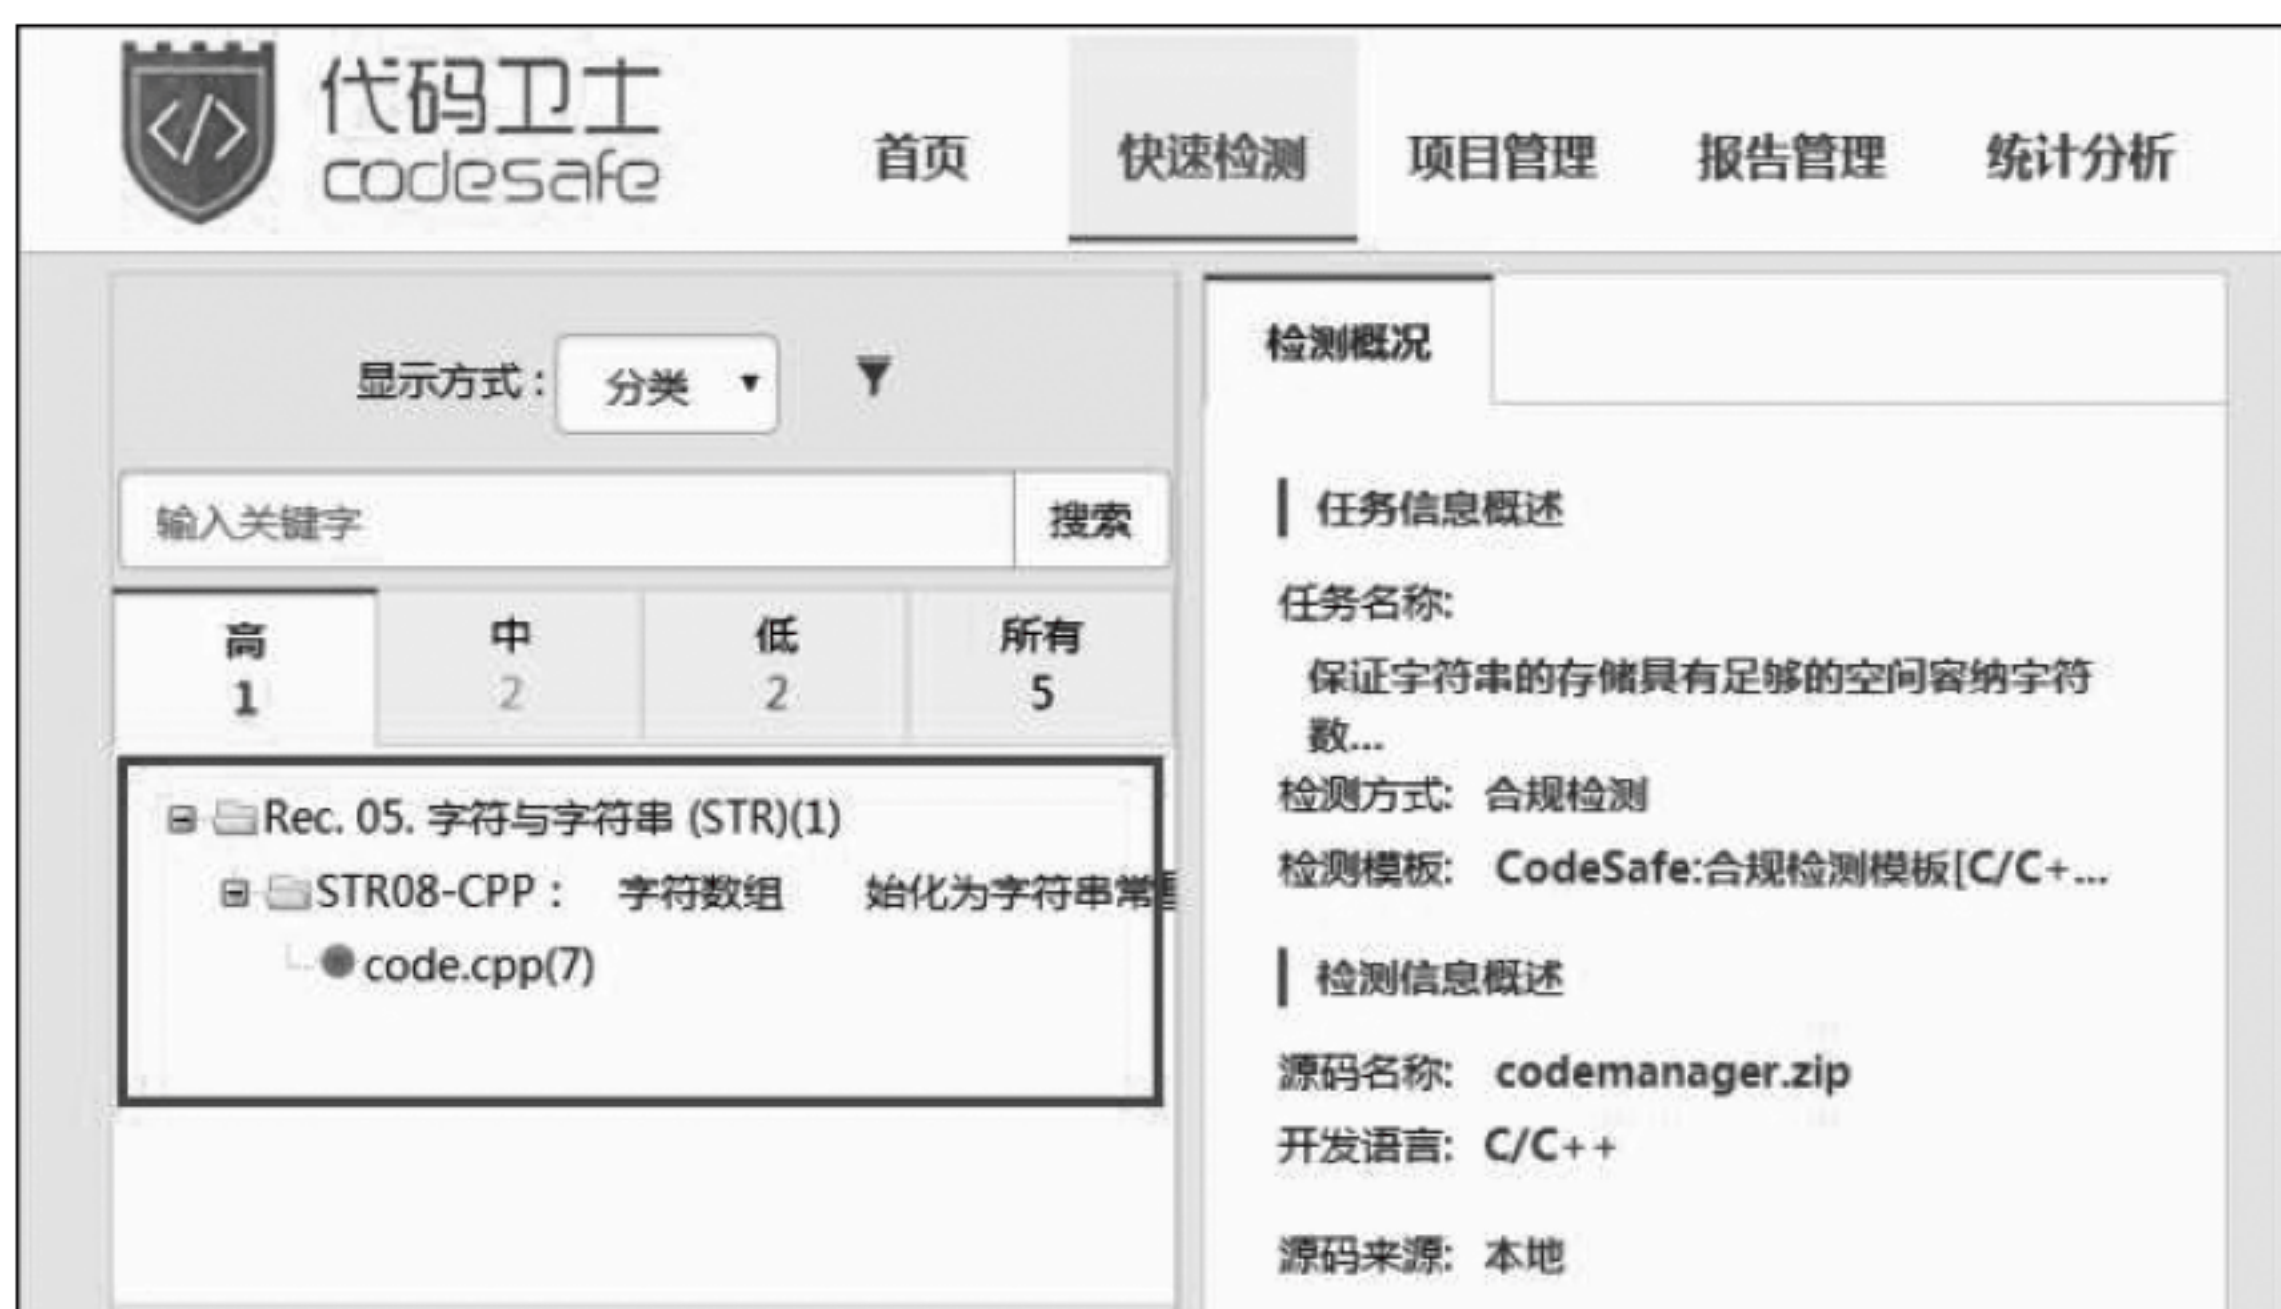 代码卫士
codesafe
首页 快速检测 项目管理 报告管理 统计分析
显示方式： 分类
输入关键字 搜索
高 中 低 所有
1 2 2 5
Rec. 05. 字符与字符串 (STR)(1)
STR08-CPP： 字符数组 始化为字符串常
code.cpp(7)
检测概况
任务信息概述
任务名称:
保证字符串的存储具有足够的空间容纳字符
数...
检测方式: 合规检测
检测模板: CodeSafe:合规检测模板[C/C+...
检测信息概述
源码名称: codemanager.zip
开发语言: C/C++
源码来源: 本地